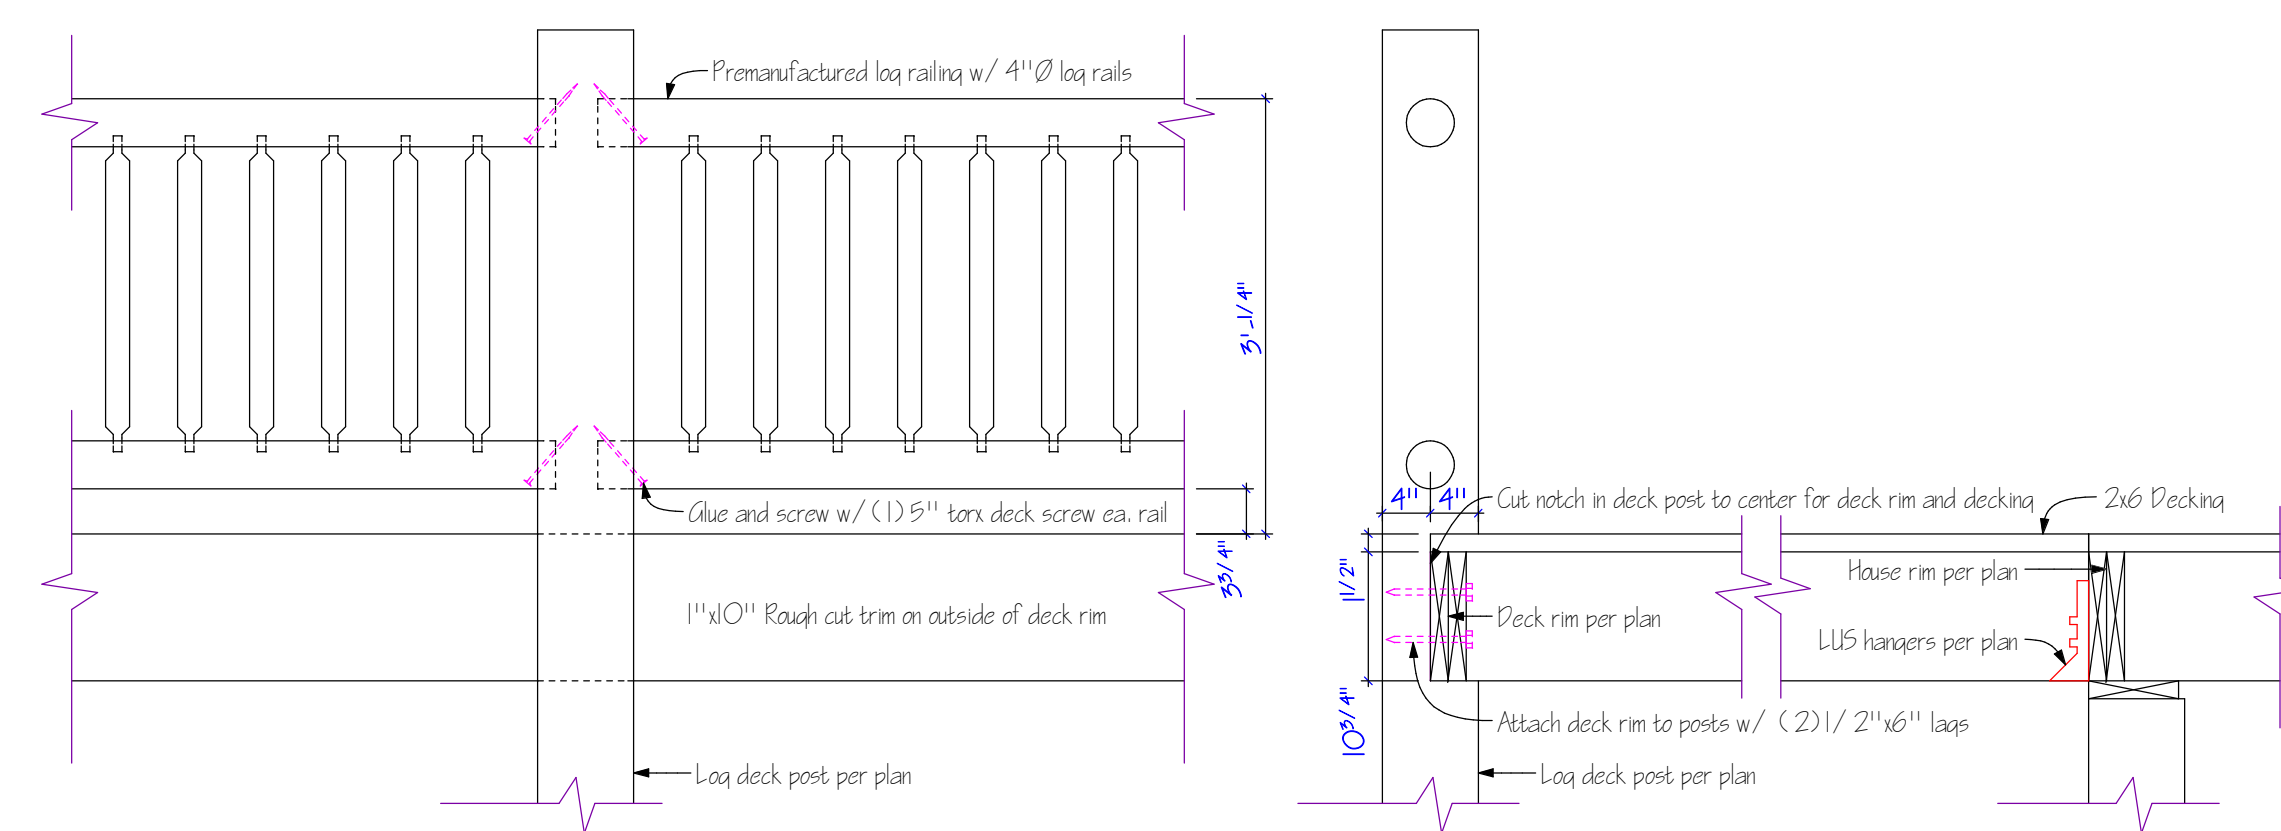 Premanufactured log railing w/ 4"Ø log rails
3'-1/4"
Glue and screw w/ (1) 5" torx deck screw ea. rail
3 3/4"
1"x10" Rough cut trim on outside of deck rim
Log deck post per plan
4" 4"
Cut notch in deck post to center for deck rim and decking
2x6 Decking
1 1/2"
House rim per plan
Deck rim per plan
LUS hangers per plan
10 3/4"
Attach deck rim to posts w/ (2) 1/2"x6" lags
Log deck post per plan